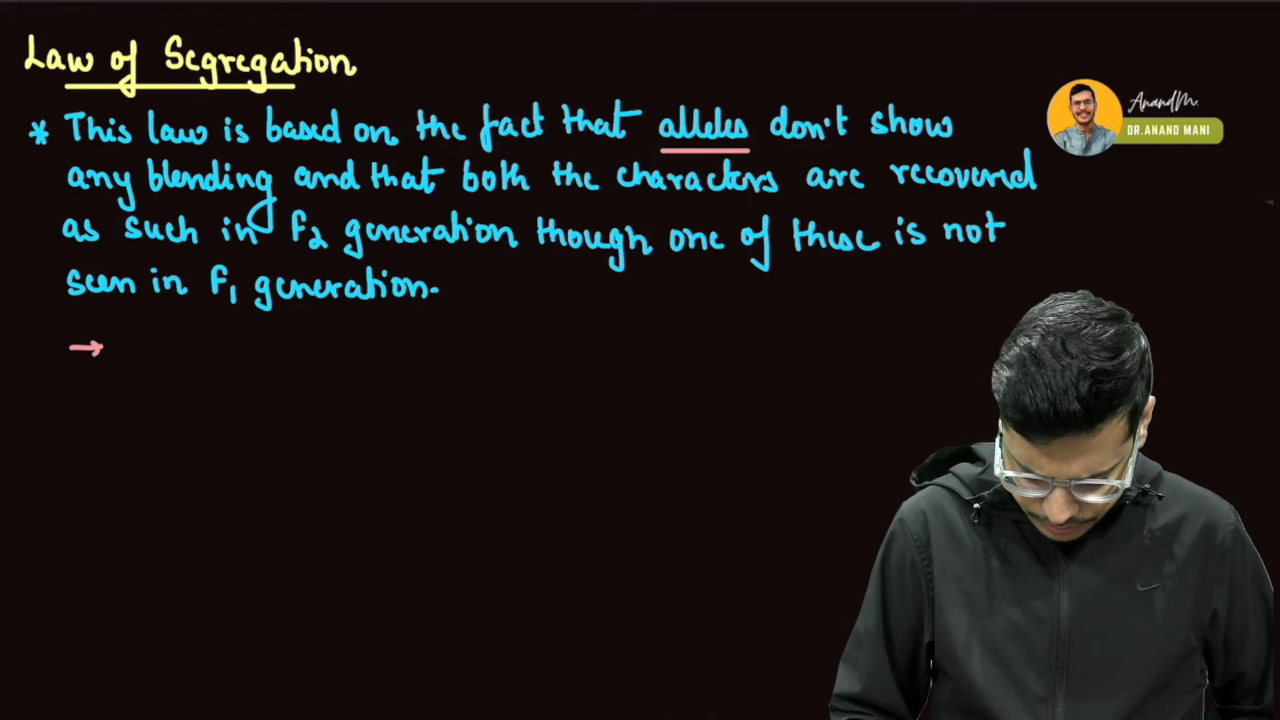 Law of Segregation
* This law is based on the fact that alleles don't show
any blending and that both the characters are recovered
as such in F₂ generation though one of these is not
seen in F₁ generation.
→
AnandM.
DR.ANAND MANI